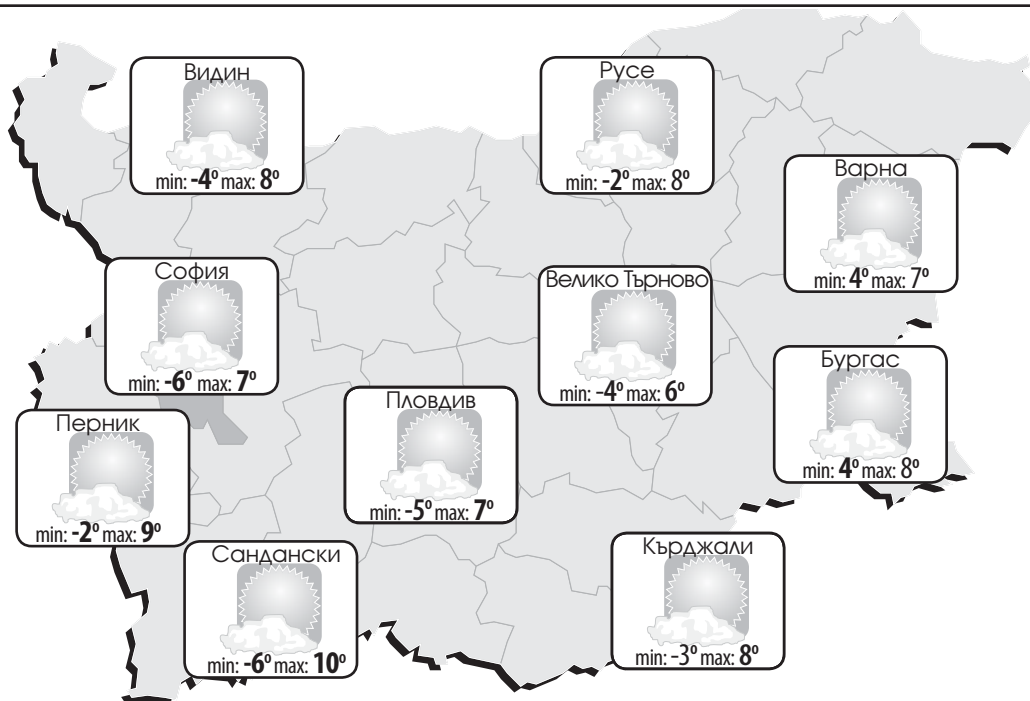 Видин
min: -4° max: 8°
Русе
min: -2° max: 8°
Варна
min: 4° max: 7°
София
min: -6° max: 7°
Велико Търново
min: -4° max: 6°
Бургас
min: 4° max: 8°
Пловдив
min: -5° max: 7°
Перник
min: -2° max: 9°
Сандански
min: -6° max: 10°
Кърджали
min: -3° max: 8°